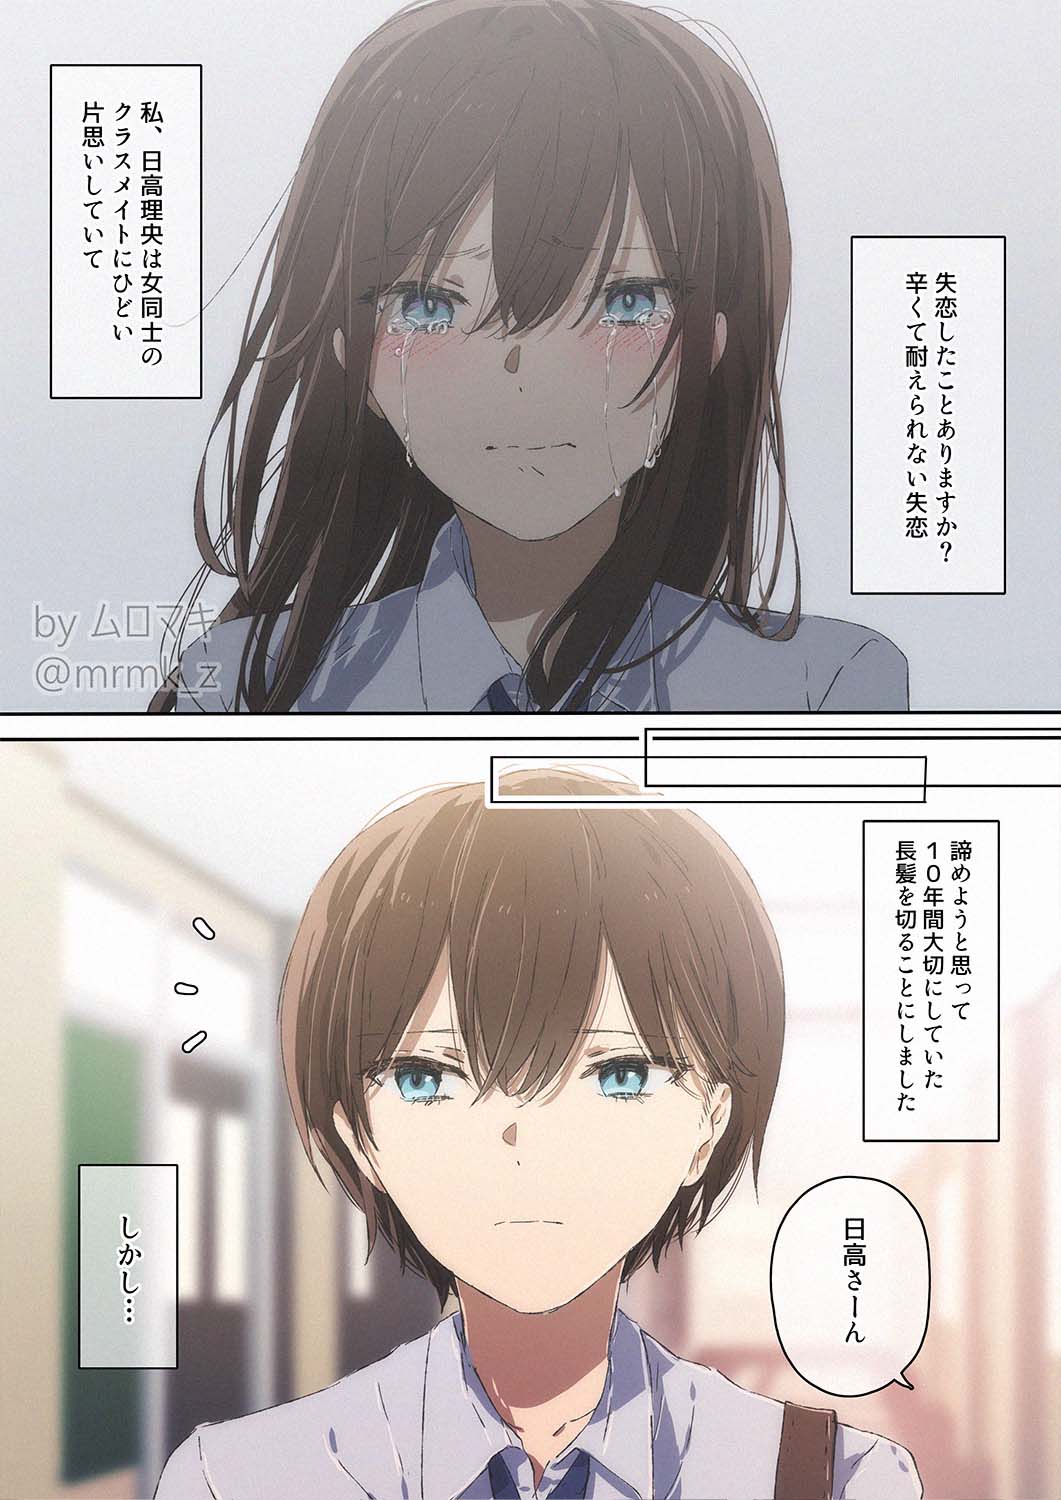 失恋したことありますか？
辛くて耐えられない失恋
私、日高理央は女同士の
クラスメイトにひどい
片思いしていて
by ムロマキ
@mrmk_z
諦めようと思って
10年間大切にしていた
長髪を切ることにしました
日高さーん
しかし…